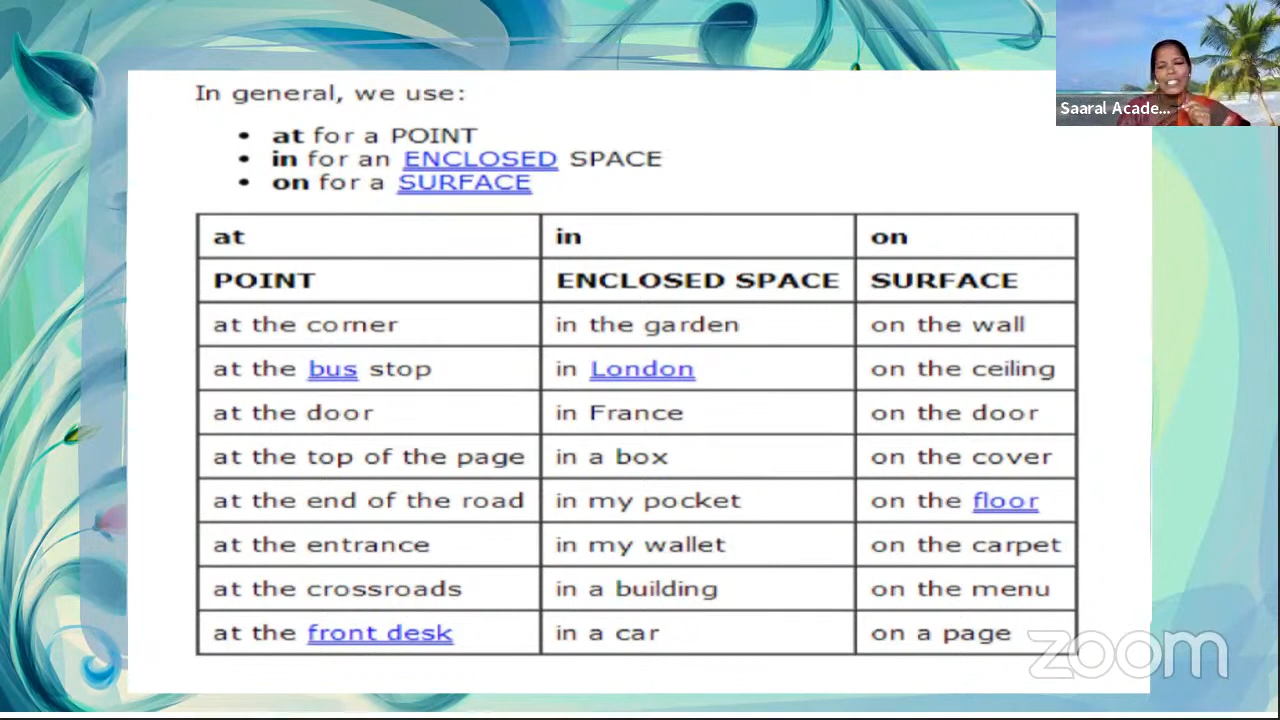 In general, we use:
• at for a POINT
• in for an ENCLOSED SPACE
• on for a SURFACE
at in on
POINT ENCLOSED SPACE SURFACE
at the corner in the garden on the wall
at the bus stop in London on the ceiling
at the door in France on the door
at the top of the page in a box on the cover
at the end of the road in my pocket on the floor
at the entrance in my wallet on the carpet
at the crossroads in a building on the menu
at the front desk in a car on a page
Saaral Acade...
zoom